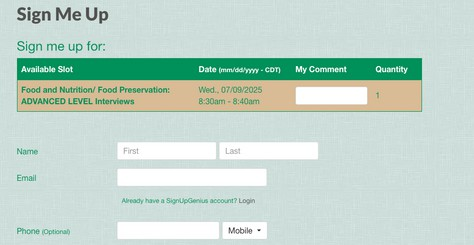 Sign Me Up
Sign me up for:
Available Slot Date (mm/dd/yyyy - CDT) My Comment Quantity
Food and Nutrition/ Food Preservation: Wed., 07/09/2025
ADVANCED LEVEL Interviews 8:30am - 8:40am 1
Name First Last
Email
Already have a SignUpGenius account? Login
Phone (Optional) Mobile